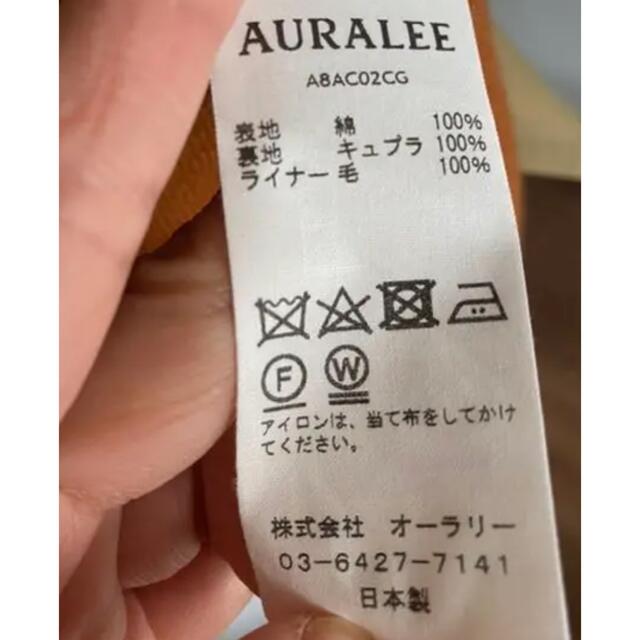 AURALEE
A8AC02CG
表地 綿 100%
裏地 キュプラ 100%
ライナー 毛 100%
F W
アイロンは、当て布をしてかけ
てください。
株式会社 オーラリー
03-6427-7141
日本製